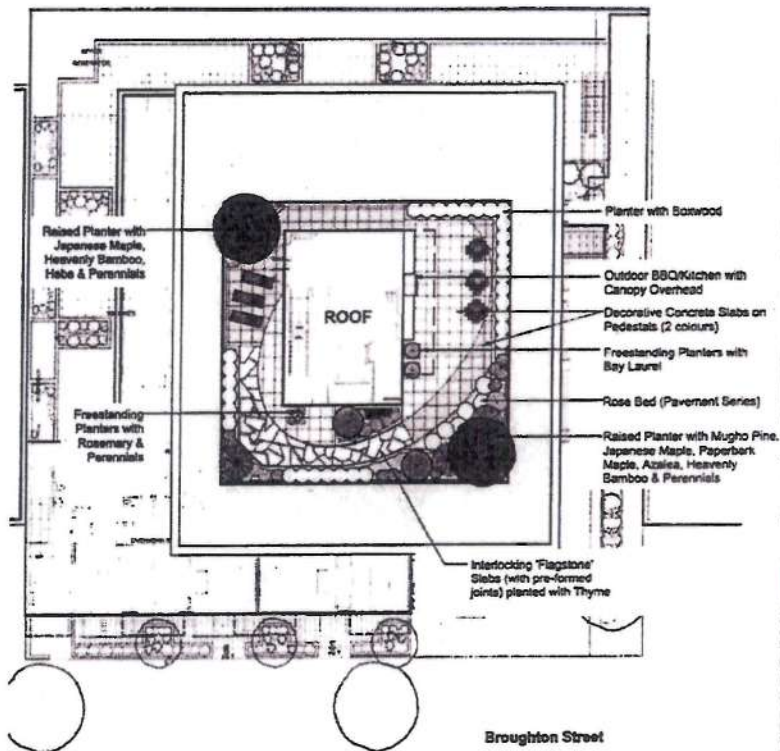 Raised Planter with
Japanese Maple,
Heavenly Bamboo,
Hebe & Perennials
Planter with Boxwood
Outdoor BBQ/Kitchen with
Canopy Overhead
ROOF
Decorative Concrete Slabs on
Pedestals (2 colours)
Freestanding Planters with
Bay Laurel
Freestanding
Planters with
Rosemary &
Perennials
Rose Bed (Pavement Series)
Raised Planter with Mugho Pine,
Japanese Maple, Paperbark
Maple, Azalea, Heavenly
Bamboo & Perennials
Interlocking 'Flagstone'
Slabs (with pre-formed
joints) planted with Thyme
Broughton Street